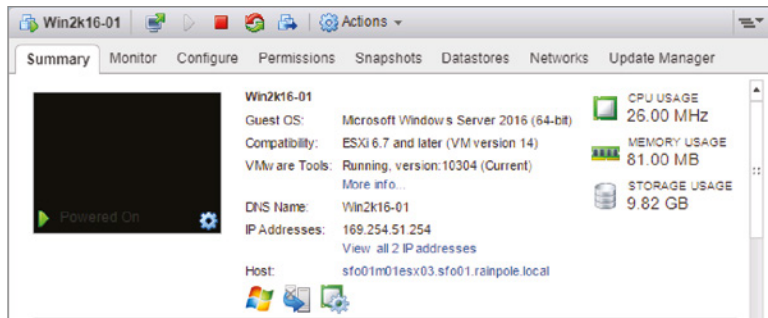 Win2k16-01 Actions
Summary Monitor Configure Permissions Snapshots Datastores Networks Update Manager
Win2k16-01
Guest OS: Microsoft Windows Server 2016 (64-bit)
Compatibility: ESXi 6.7 and later (VM version 14)
VMware Tools: Running, version:10304 (Current)
More info...
DNS Name: Win2k16-01
IP Addresses: 169.254.51.254
View all 2 IP addresses
Host: sfo01m01esx03.sfo01.rainpole.local
Powered On
CPU USAGE
26.00 MHz
MEMORY USAGE
81.00 MB
STORAGE USAGE
9.82 GB